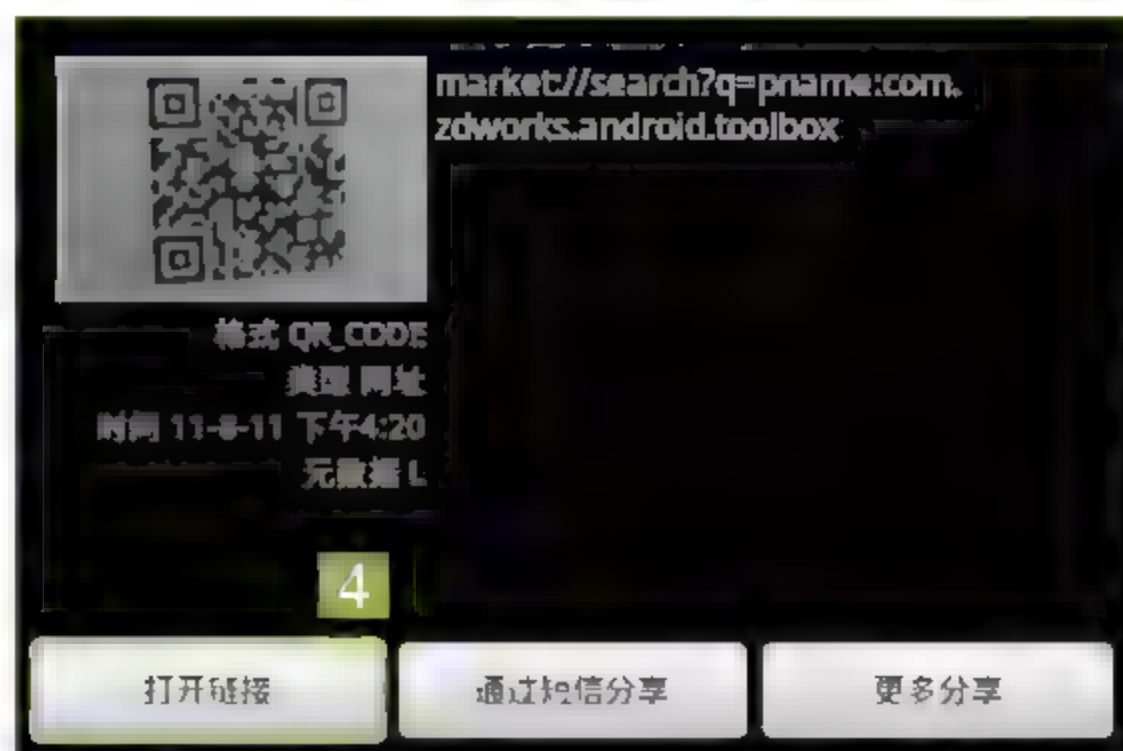 market://search?q=pname:com.
zdworks.android.toolbox
格式 QR_CODE
类型 网址
时间 11-8-11 下午4:20
元数据 L
4
打开链接
通过短信分享
更多分享